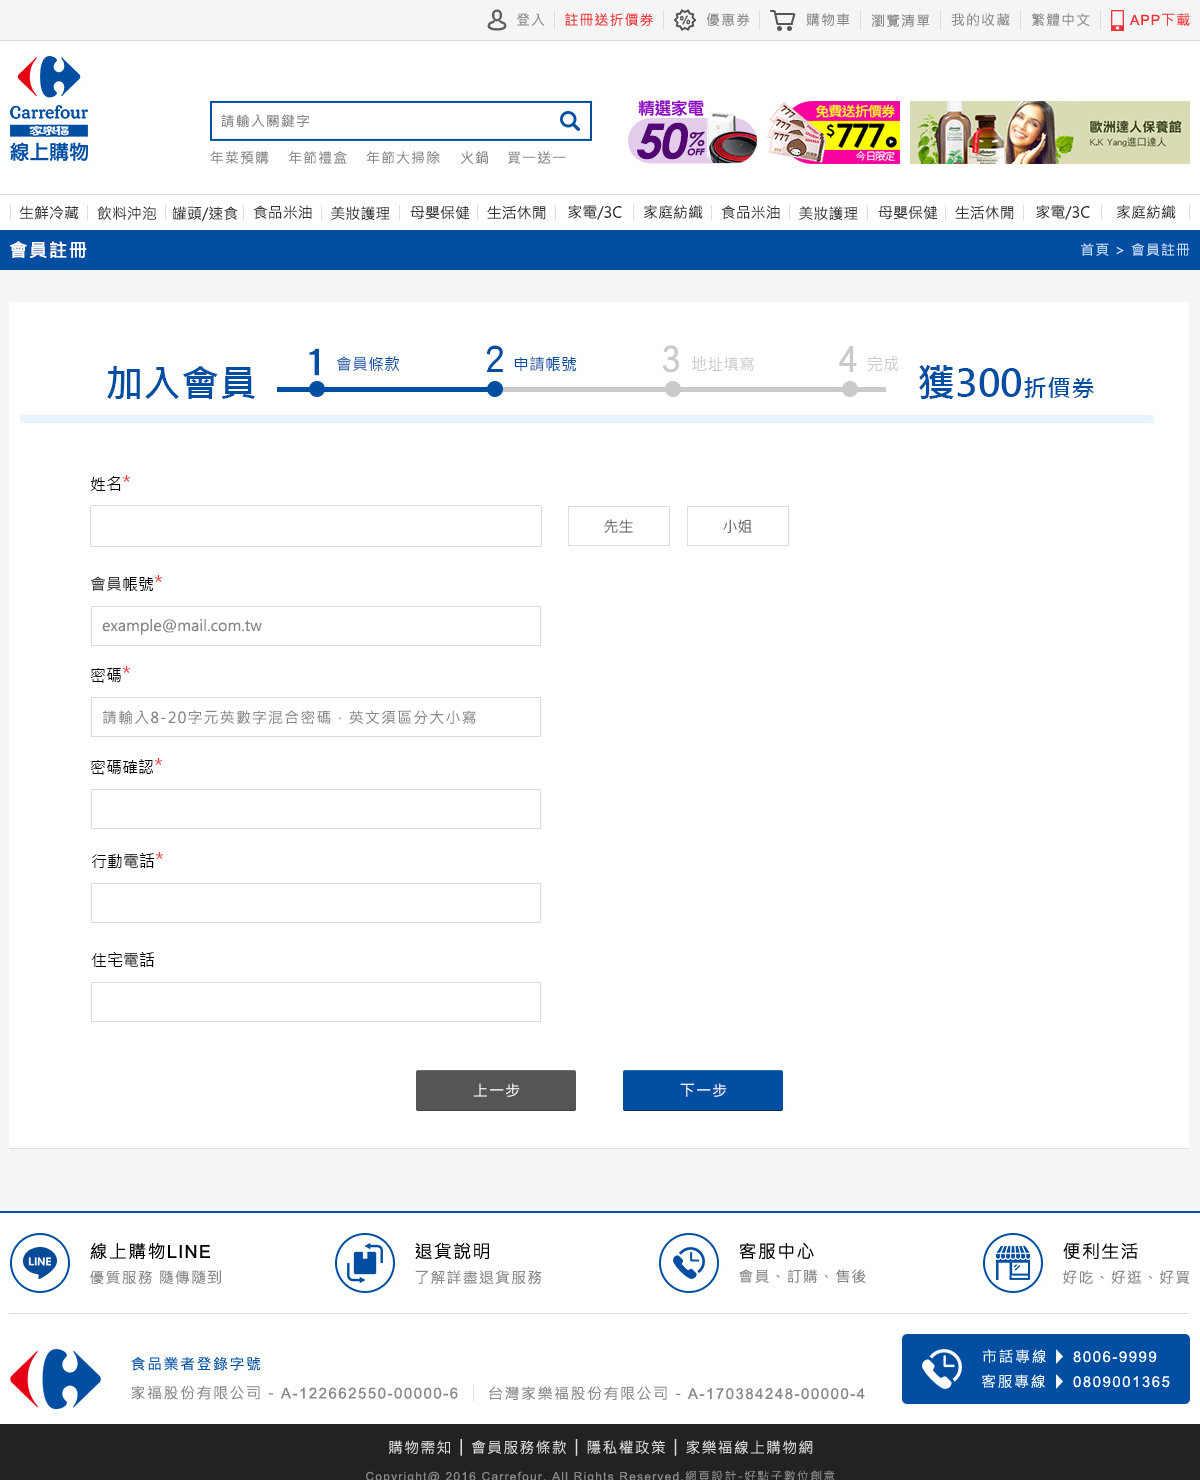 登入 註冊送折價券 優惠券 購物車 瀏覽清單 我的收藏 繁體中文 APP下載
Carrefour
家樂福
線上購物
請輸入關鍵字
年菜預購 年節禮盒 年節大掃除 火鍋 買一送一
精選家電
50%OFF
免費送折價券
$777
今日限定
歐洲達人保養館
K.K Yang進口達人
生鮮冷藏 飲料沖泡 罐頭/速食 食品米油 美妝護理 母嬰保健 生活休閒 家電/3C 家庭紡織 食品米油 美妝護理 母嬰保健 生活休閒 家電/3C 家庭紡織
會員註冊
首頁 > 會員註冊
加入會員
1 會員條款
2 申請帳號
3 地址填寫
4 完成
獲300折價券
姓名*
先生 小姐
會員帳號*
example@mail.com.tw
密碼*
請輸入8-20字元英數字混合密碼，英文須區分大小寫
密碼確認*
行動電話*
住宅電話
上一步 下一步
LINE
線上購物LINE
優質服務 隨傳隨到
退貨說明
了解詳盡退貨服務
客服中心
會員、訂購、售後
便利生活
好吃、好逛、好買
食品業者登錄字號
家福股份有限公司 - A-122662550-00000-6 | 台灣家樂福股份有限公司 - A-170384248-00000-4
市話專線 8006-9999
客服專線 0809001365
購物需知 | 會員服務條款 | 隱私權政策 | 家樂福線上購物網
Copyright@ 2016 Carrefour. All Rights Reserved.網頁設計-好點子數位創意